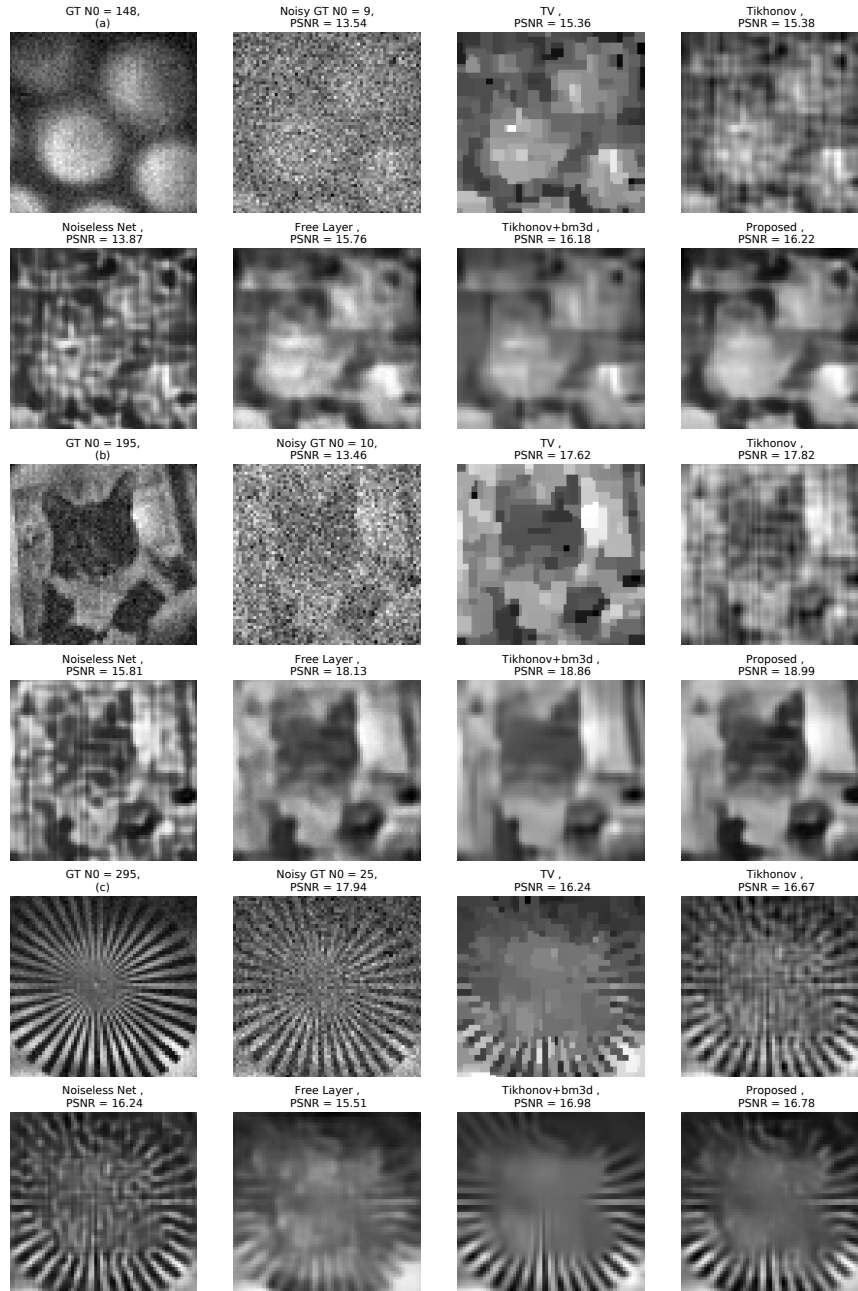 GT N0 = 148,
(a)
Noisy GT N0 = 9,
PSNR = 13.54
TV ,
PSNR = 15.36
Tikhonov ,
PSNR = 15.38
Noiseless Net ,
PSNR = 13.87
Free Layer ,
PSNR = 15.76
Tikhonov+bm3d ,
PSNR = 16.18
Proposed ,
PSNR = 16.22
GT N0 = 195,
(b)
Noisy GT N0 = 10,
PSNR = 13.46
TV ,
PSNR = 17.62
Tikhonov ,
PSNR = 17.82
Noiseless Net ,
PSNR = 15.81
Free Layer ,
PSNR = 18.13
Tikhonov+bm3d ,
PSNR = 18.86
Proposed ,
PSNR = 18.99
GT N0 = 295,
(c)
Noisy GT N0 = 25,
PSNR = 17.94
TV ,
PSNR = 16.24
Tikhonov ,
PSNR = 16.67
Noiseless Net ,
PSNR = 16.24
Free Layer ,
PSNR = 15.51
Tikhonov+bm3d ,
PSNR = 16.98
Proposed ,
PSNR = 16.78